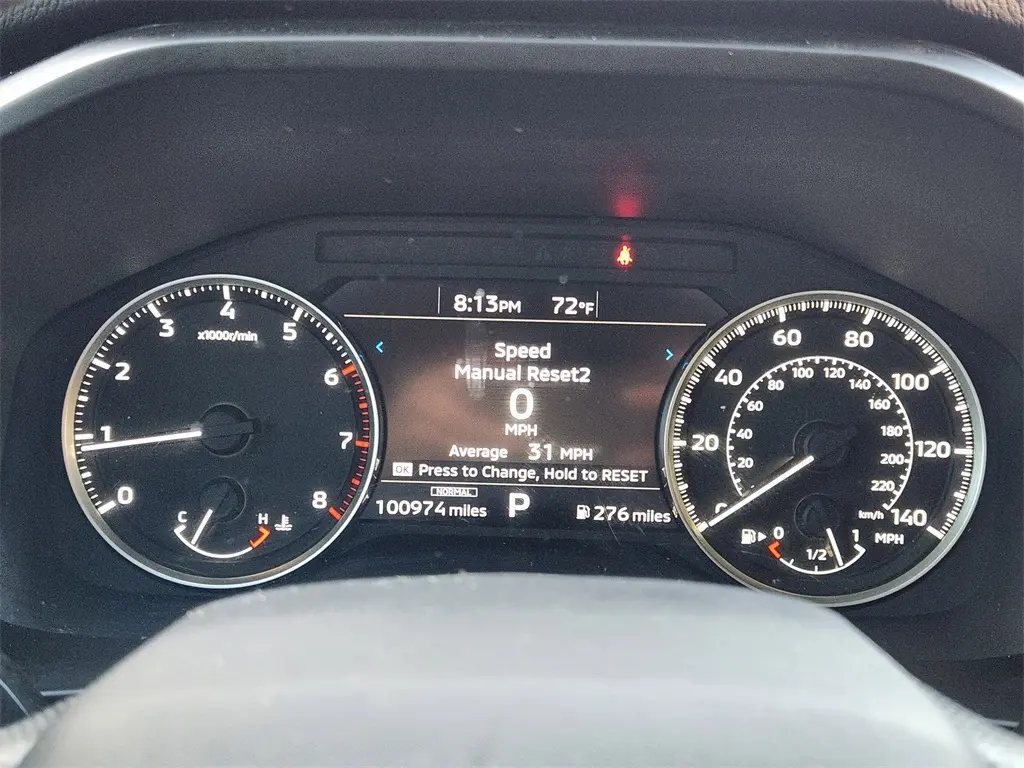 8:13PM 72°F
Speed
Manual Reset2
0
MPH
Average 31 MPH
OK Press to Change, Hold to RESET
NORMAL
100974 miles P 276 miles
x1000r/min
0 1 2 3 4 5 6 7 8
C H
0 20 40 60 80 100 120 140
MPH
20 40 60 80 100 120 140 160 180 200 220
km/h
0 1/2 1